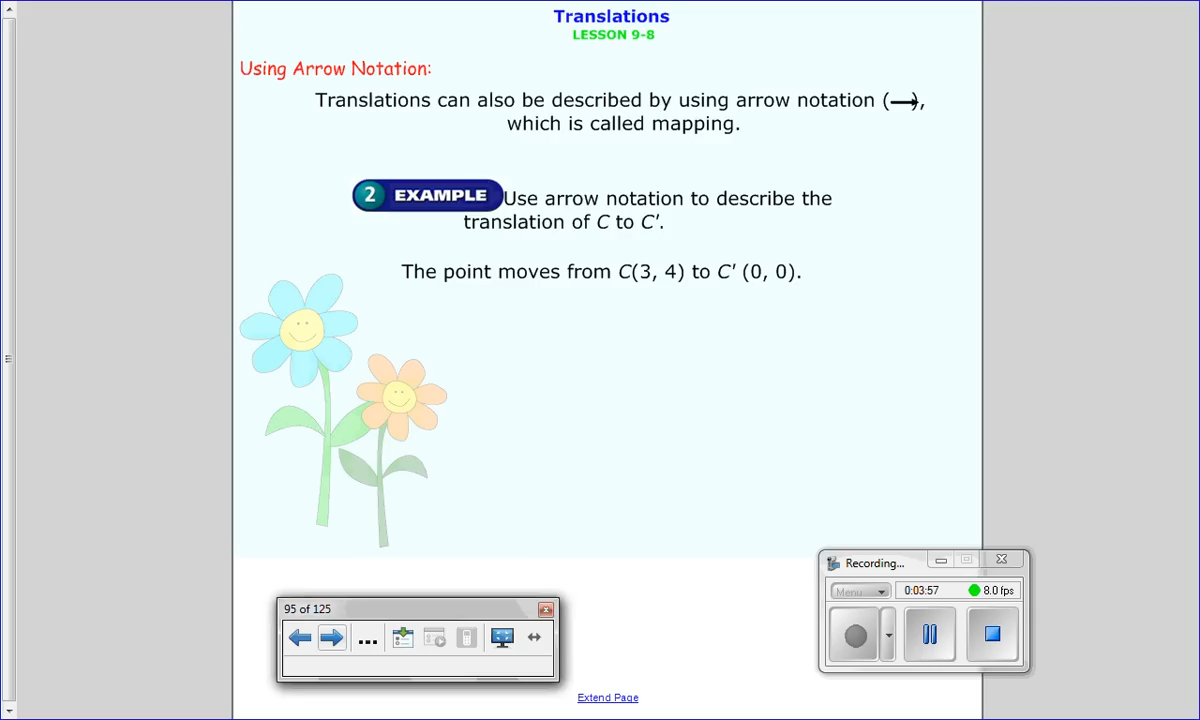 Translations
LESSON 9-8
Using Arrow Notation:
Translations can also be described by using arrow notation (→),
which is called mapping.
2 EXAMPLE Use arrow notation to describe the
translation of C to C′.
The point moves from C(3, 4) to C′ (0, 0).
Recording...
Menu 0:03:57 8.0 fps
95 of 125
...
Extend Page